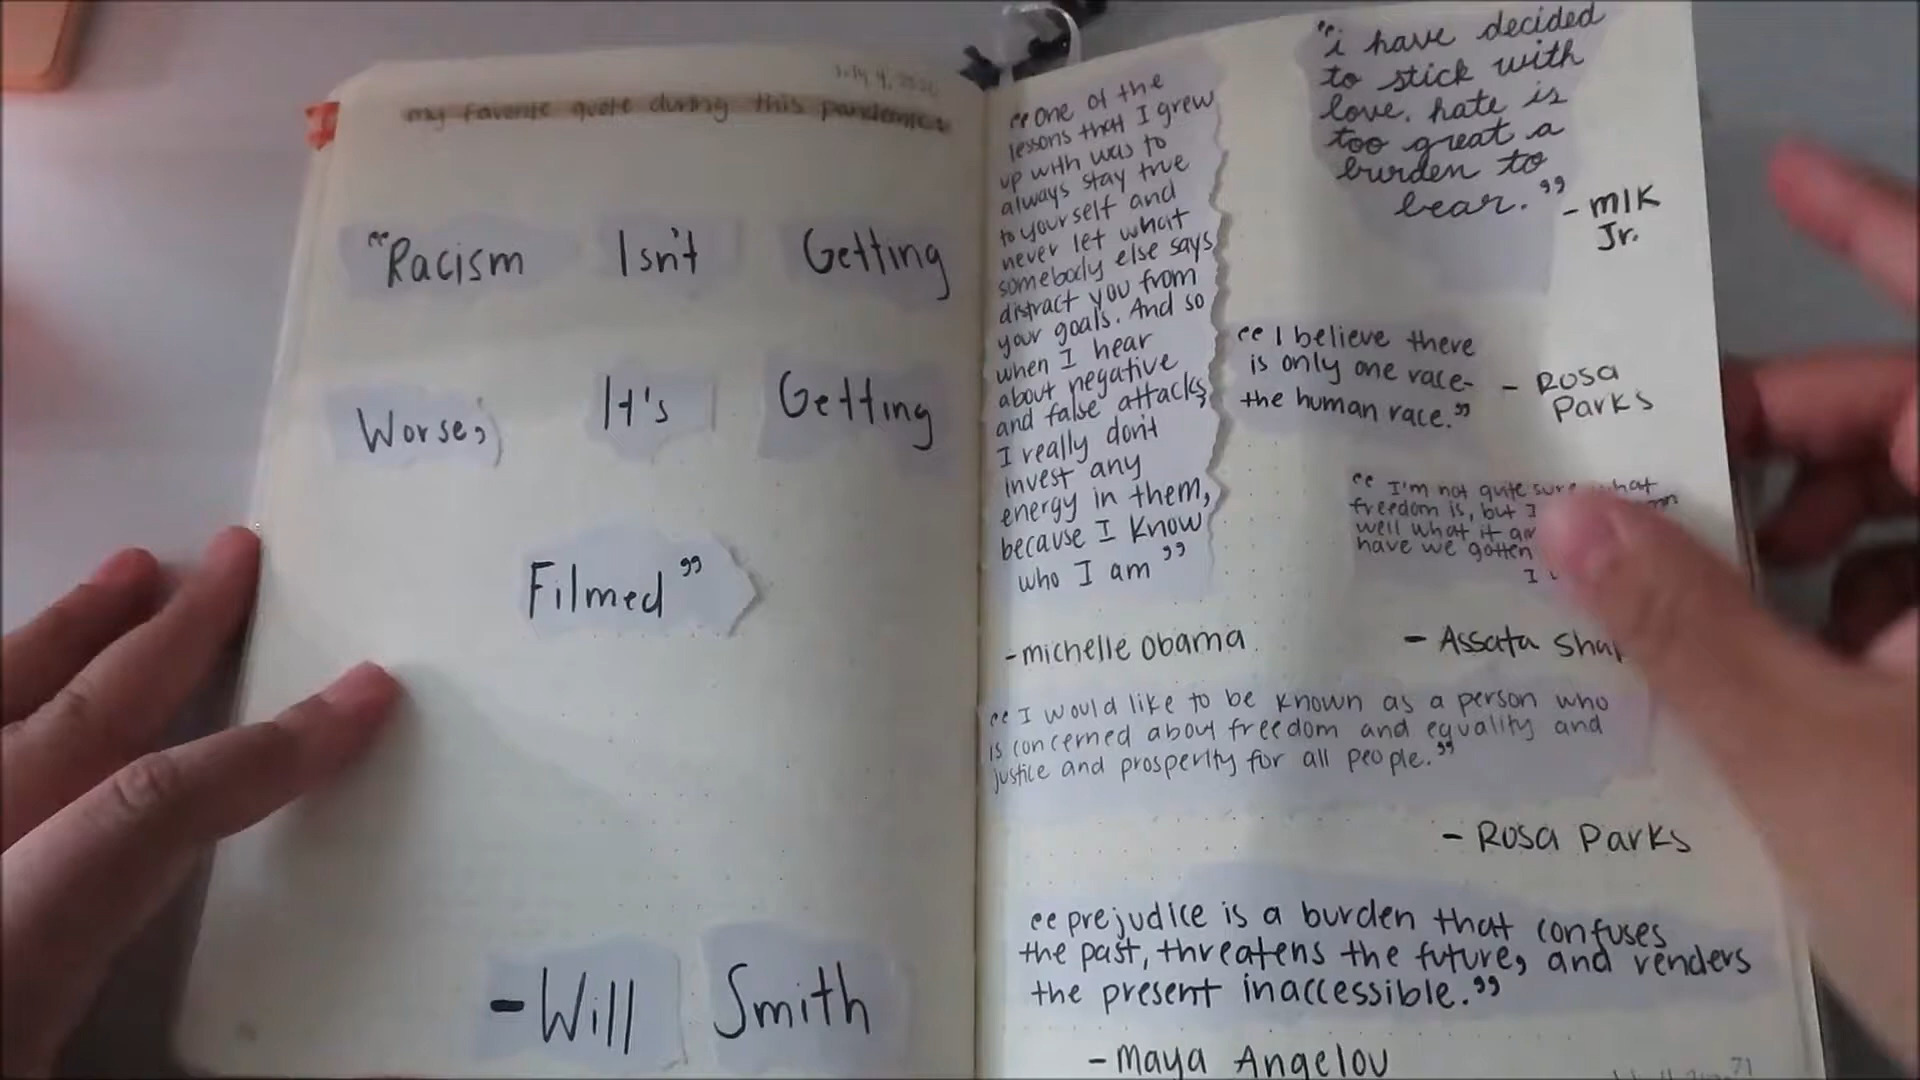 July 4, 2020
my favorite quote during this pandemic:
“Racism Isn't Getting
Worse, It's Getting
Filmed”
-Will Smith
“One of the
lessons that I grew
up with was to
always stay true
to yourself and
never let what
somebody else says
distract you from
your goals. And so
when I hear
about negative
and false attacks,
I really don't
invest any
energy in them,
because I know
who I am”
-michelle Obama
“i have decided
to stick with
love. hate is
too great a
burden to
bear.”
- MLK
Jr.
“I believe there
is only one race-
the human race.”
- Rosa
Parks
“I'm not quite sure what
freedom is, but I
well what it
have we gotten
I
- Assata
“I would like to be known as a person who
is concerned about freedom and equality and
justice and prosperity for all people.”
- Rosa Parks
“prejudice is a burden that confuses
the past, threatens the future, and renders
the present inaccessible.”
-Maya Angelou
71